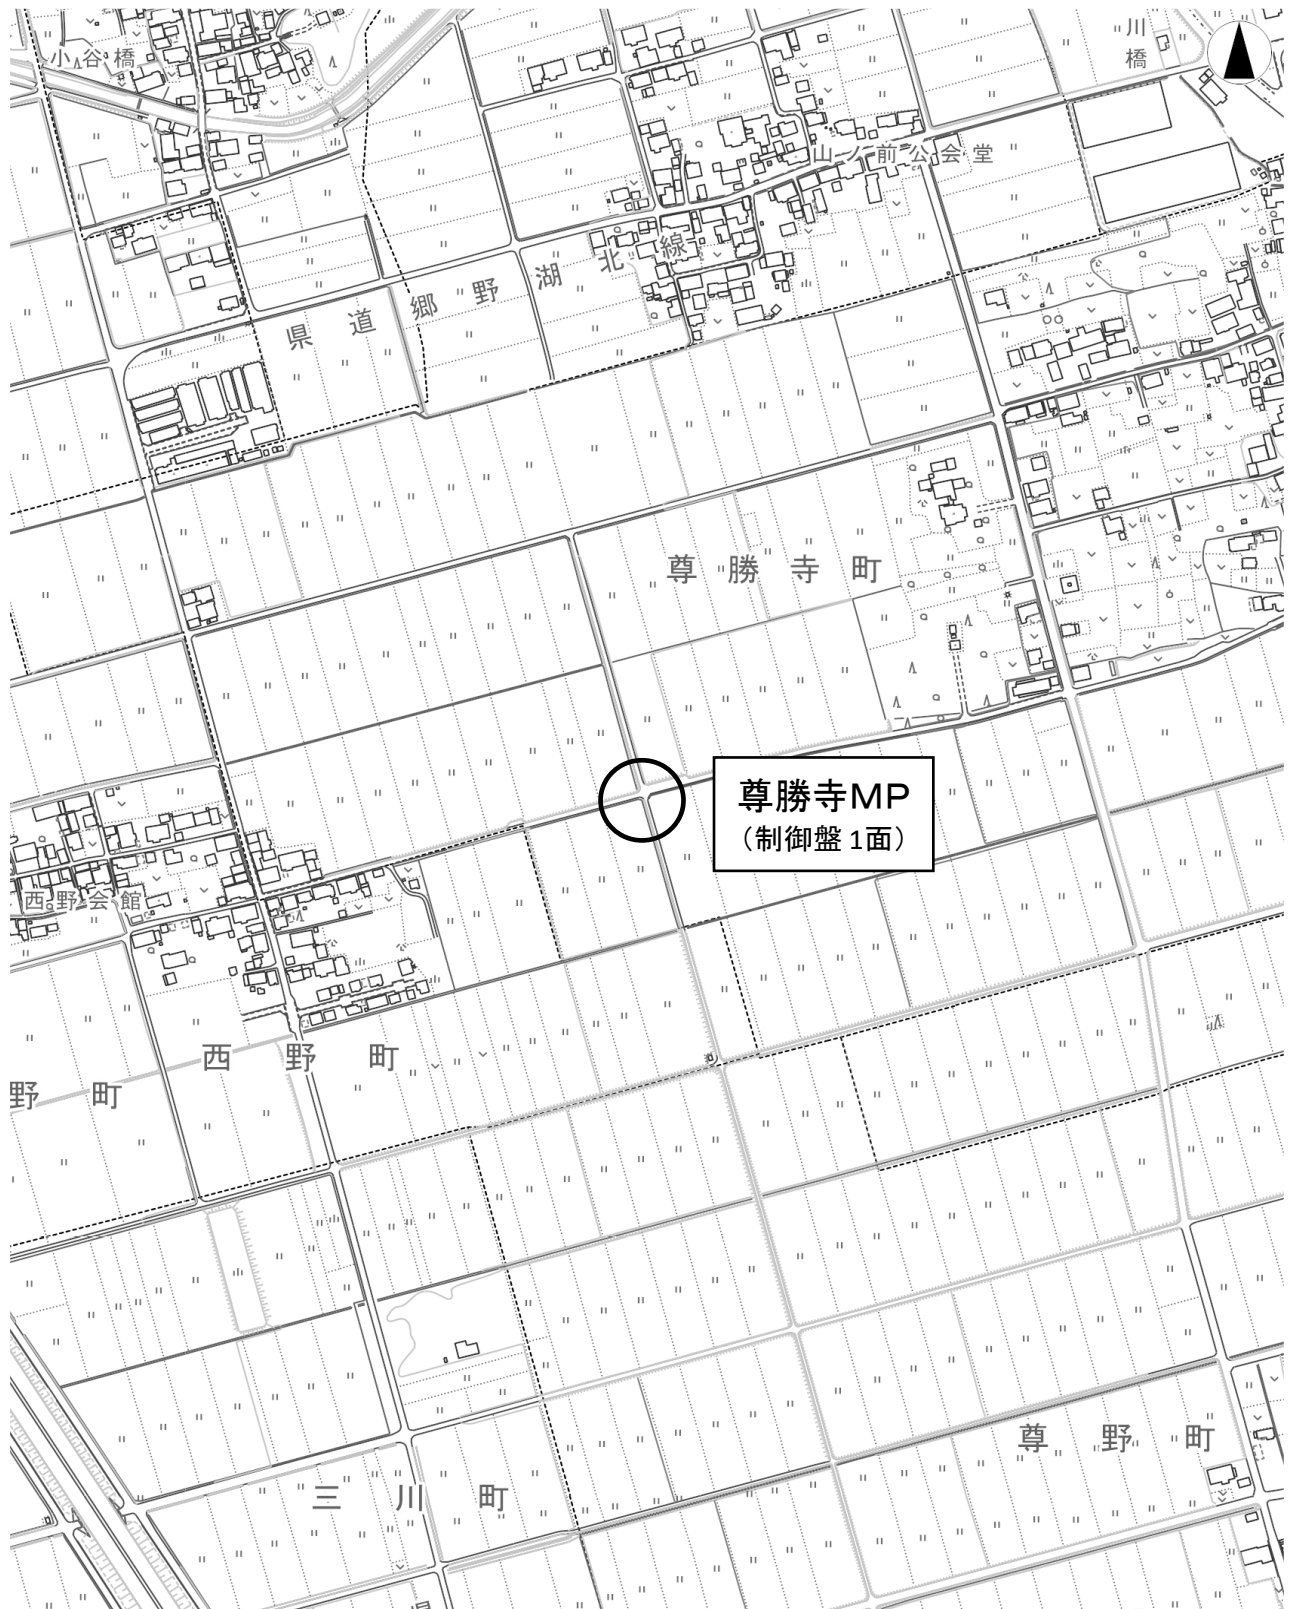 小谷橋
川橋
山ノ前公会堂
県道郷野湖北線
尊勝寺町
尊勝寺MP
(制御盤 1面)
西野会館
西野町
野町
尊野町
三川町